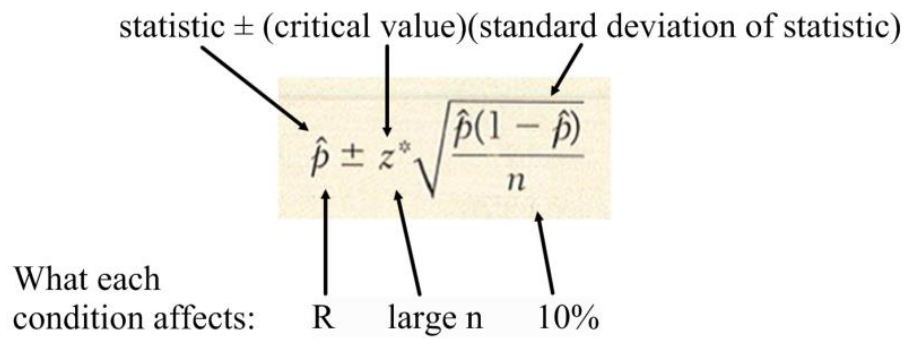 statistic ± (critical value)(standard deviation of statistic)
p̂ ± z* √(p̂(1 − p̂)/n)
What each
condition affects: R large n 10%